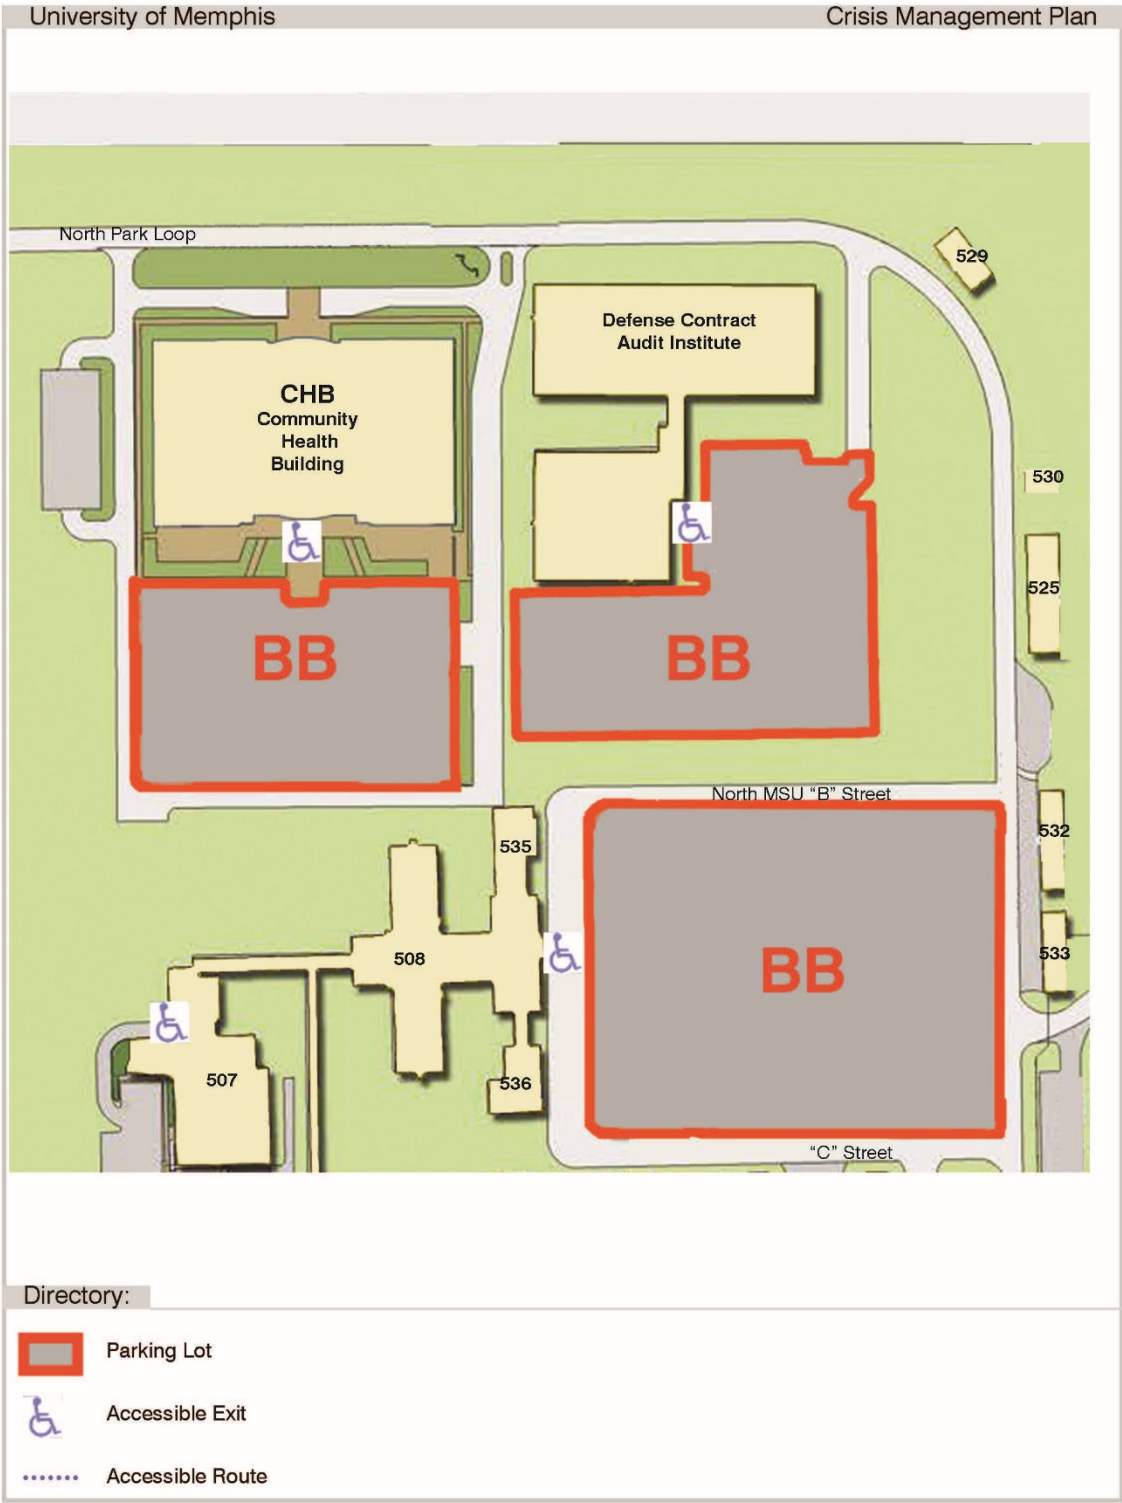 University of Memphis
Crisis Management Plan
North Park Loop
529
Defense Contract
Audit Institute
CHB
Community
Health
Building
530
525
BB
BB
North MSU "B" Street
532
535
533
508
BB
507
536
"C" Street
Directory:
Parking Lot
Accessible Exit
Accessible Route